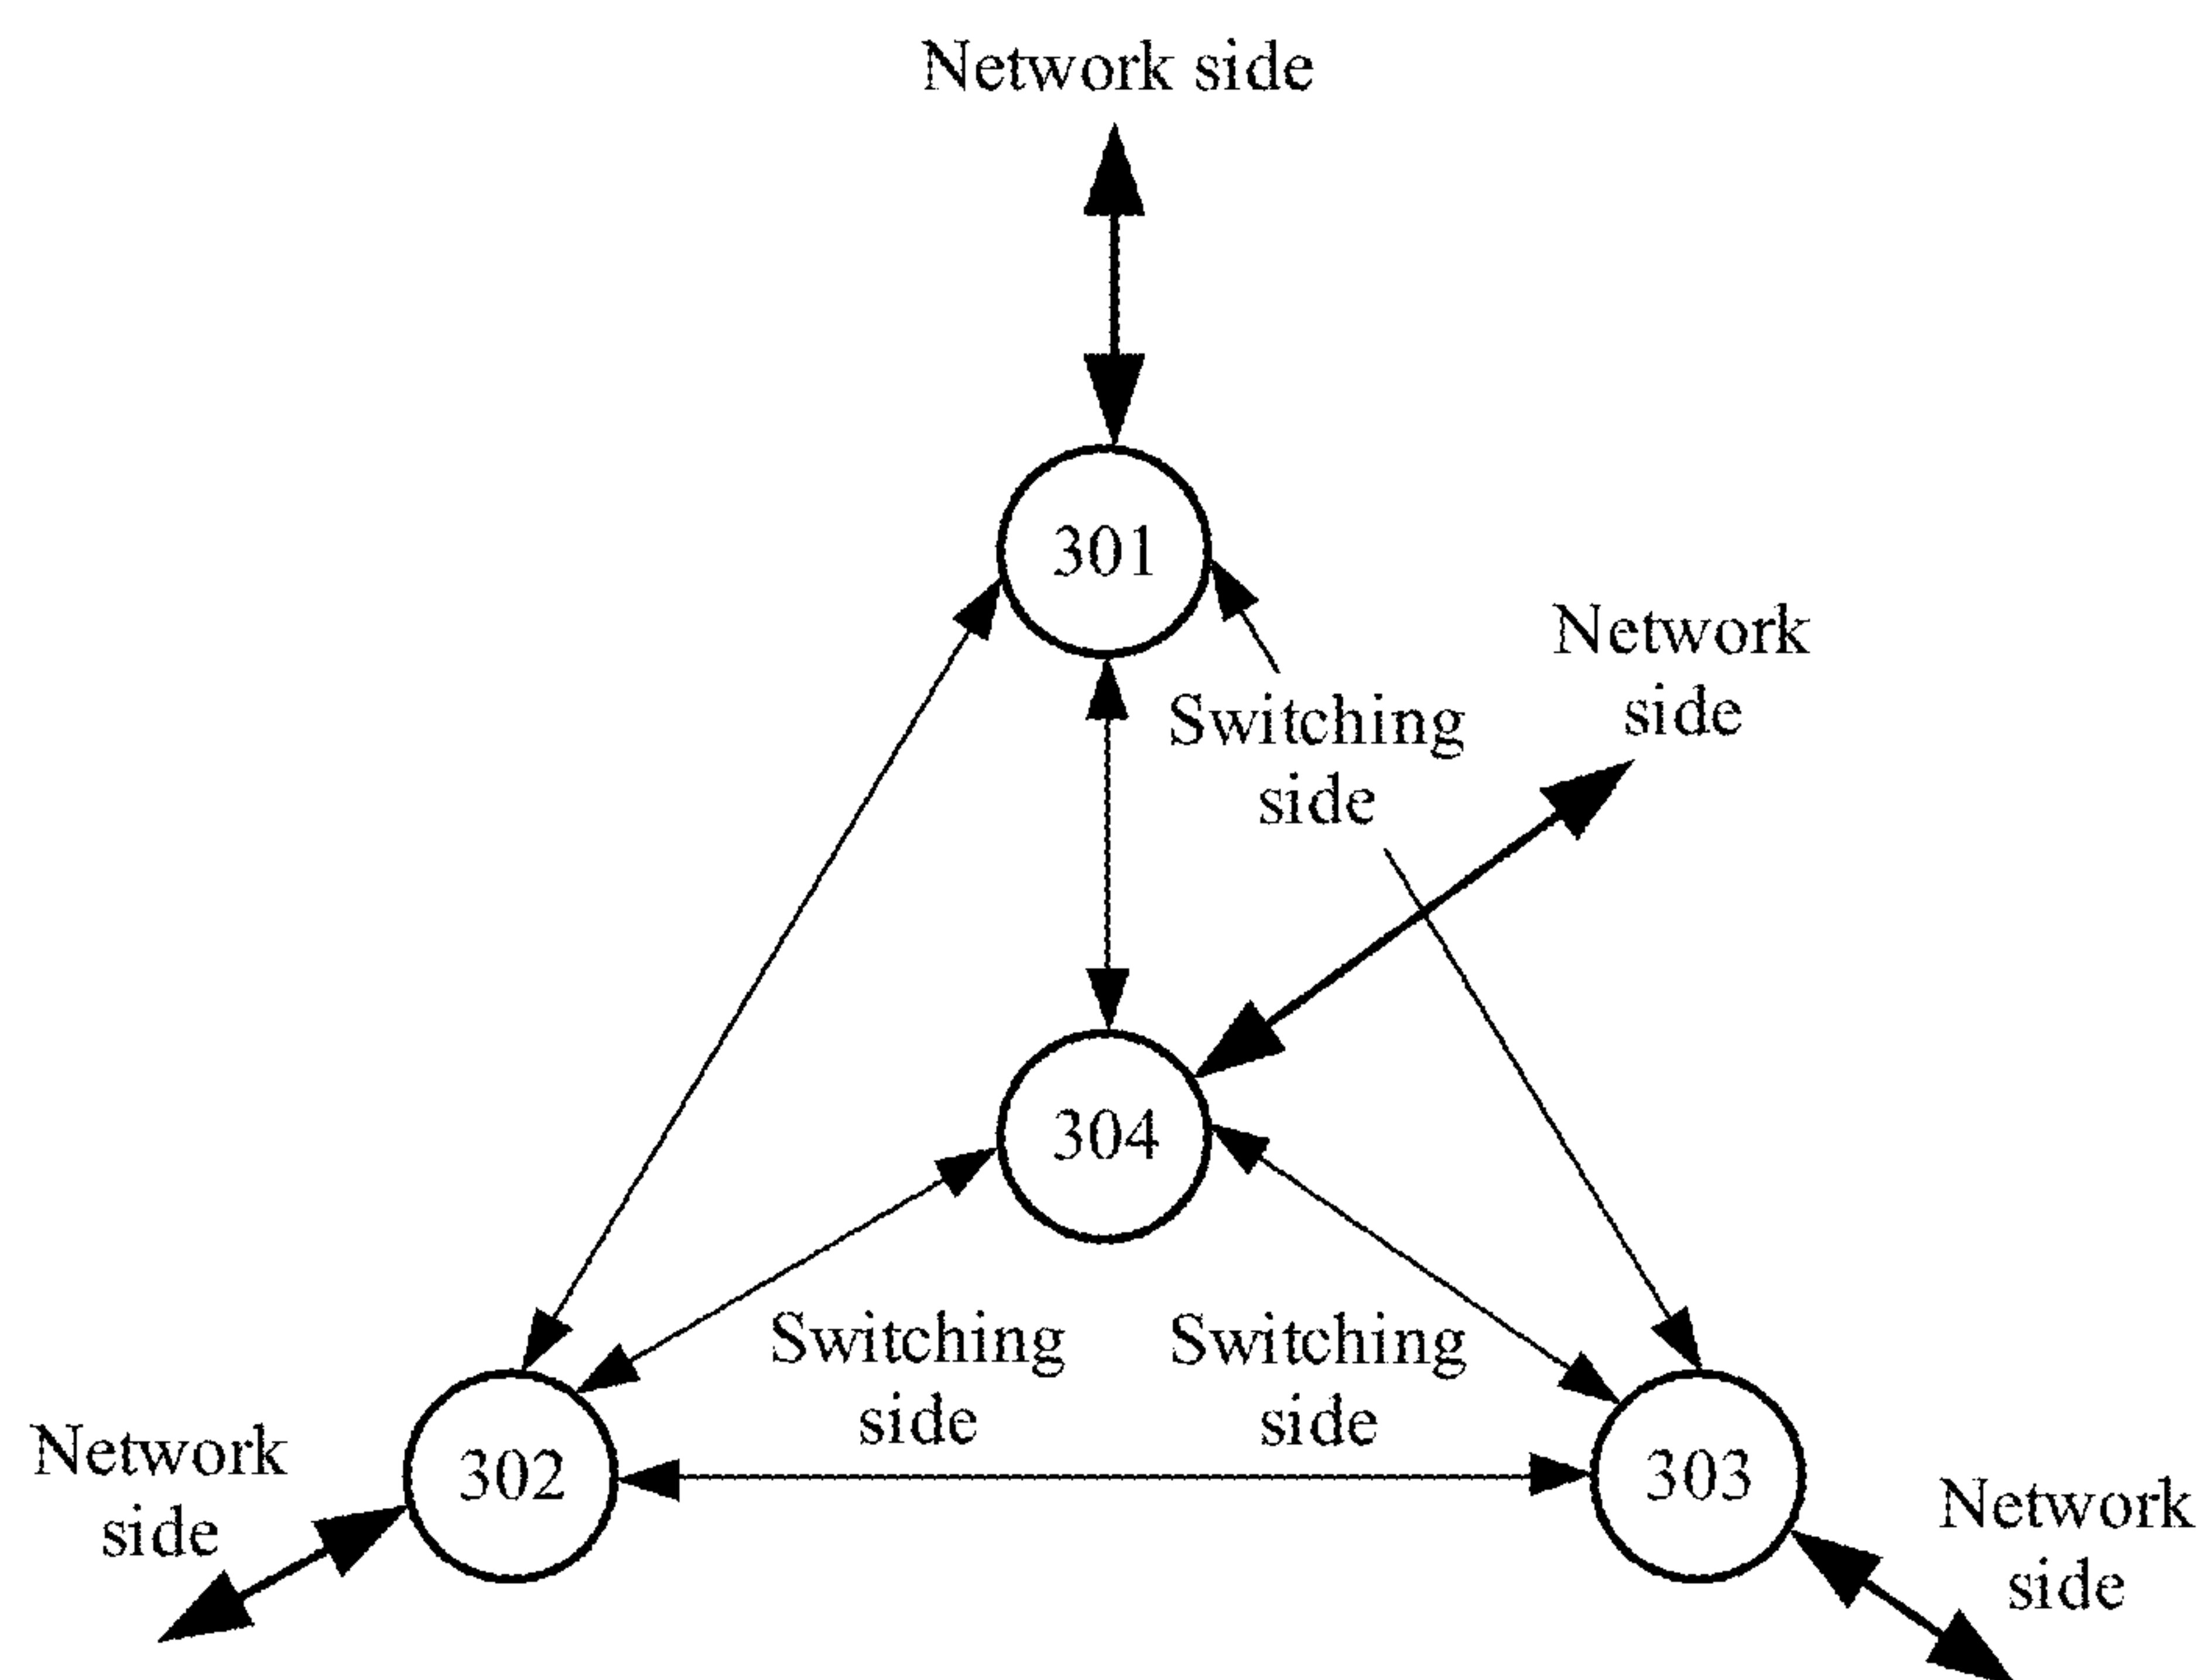 Network side
301
Network
side
Switching
side
304
Switching
side
Switching
side
Network
side
302
303
Network
side